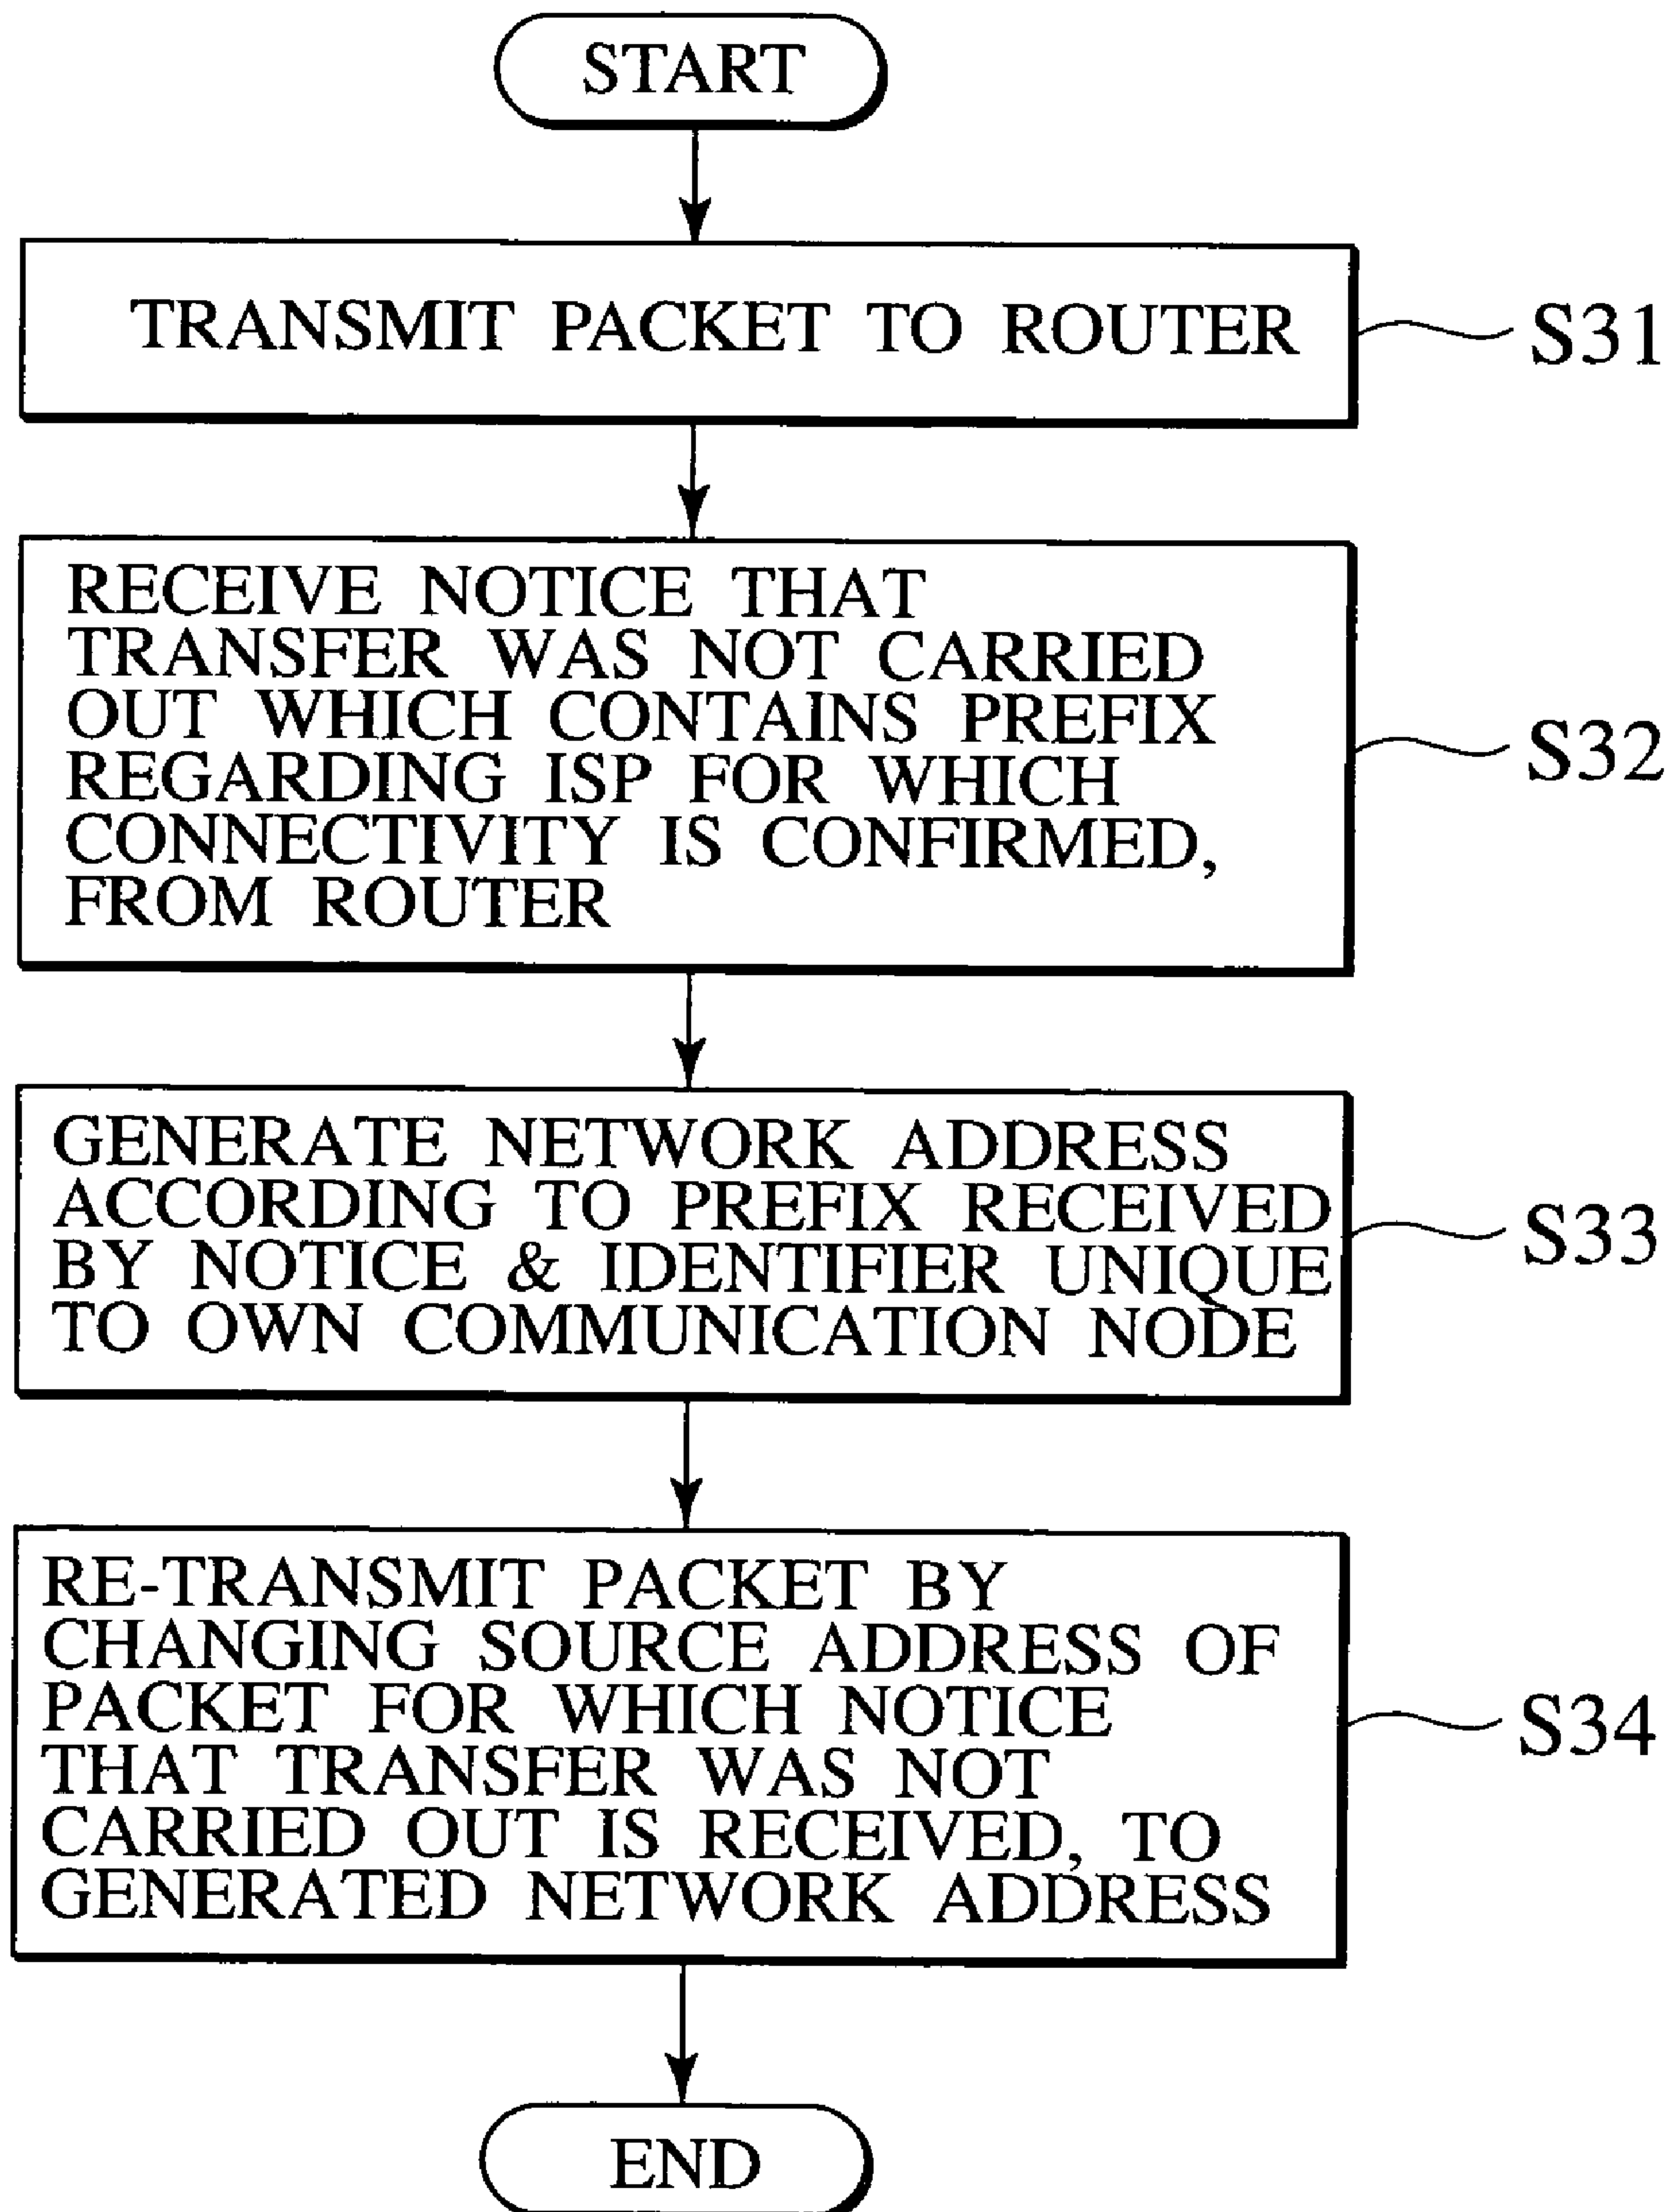 START
TRANSMIT PACKET TO ROUTER
S31
RECEIVE NOTICE THAT
TRANSFER WAS NOT CARRIED
OUT WHICH CONTAINS PREFIX
REGARDING ISP FOR WHICH
CONNECTIVITY IS CONFIRMED,
FROM ROUTER
S32
GENERATE NETWORK ADDRESS
ACCORDING TO PREFIX RECEIVED
BY NOTICE & IDENTIFIER UNIQUE
TO OWN COMMUNICATION NODE
S33
RE-TRANSMIT PACKET BY
CHANGING SOURCE ADDRESS OF
PACKET FOR WHICH NOTICE
THAT TRANSFER WAS NOT
CARRIED OUT IS RECEIVED, TO
GENERATED NETWORK ADDRESS
S34
END